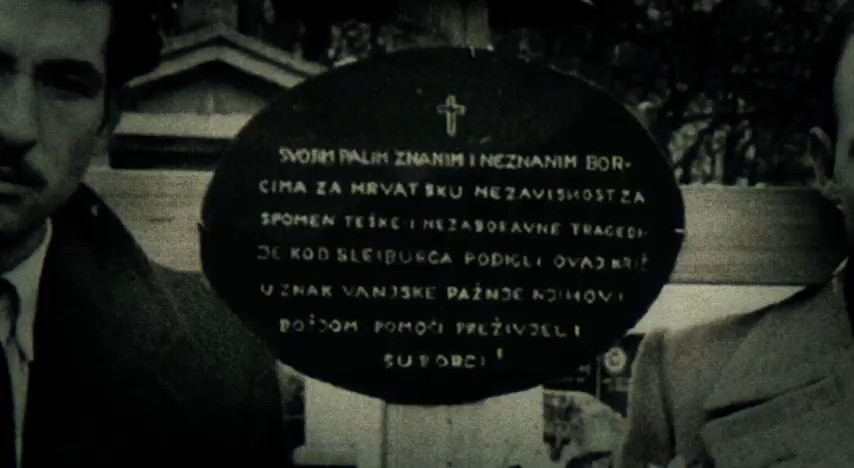 SVOJIM PALIM ZNANIM I NEZNANIM BOR-
CIMA ZA HRVATSKU NEZAVISNOST ZA
SPOMEN TEŠKE I NEZABORAVNE TRAGEDI-
JE KOD BLEIBURGA PODIGLI OVAJ KRIŽ
U ZNAK VANJSKE PAŽNJE NJIHOVI
BOŽJOM POMOĆI PREŽIVJELI
SUBORCI